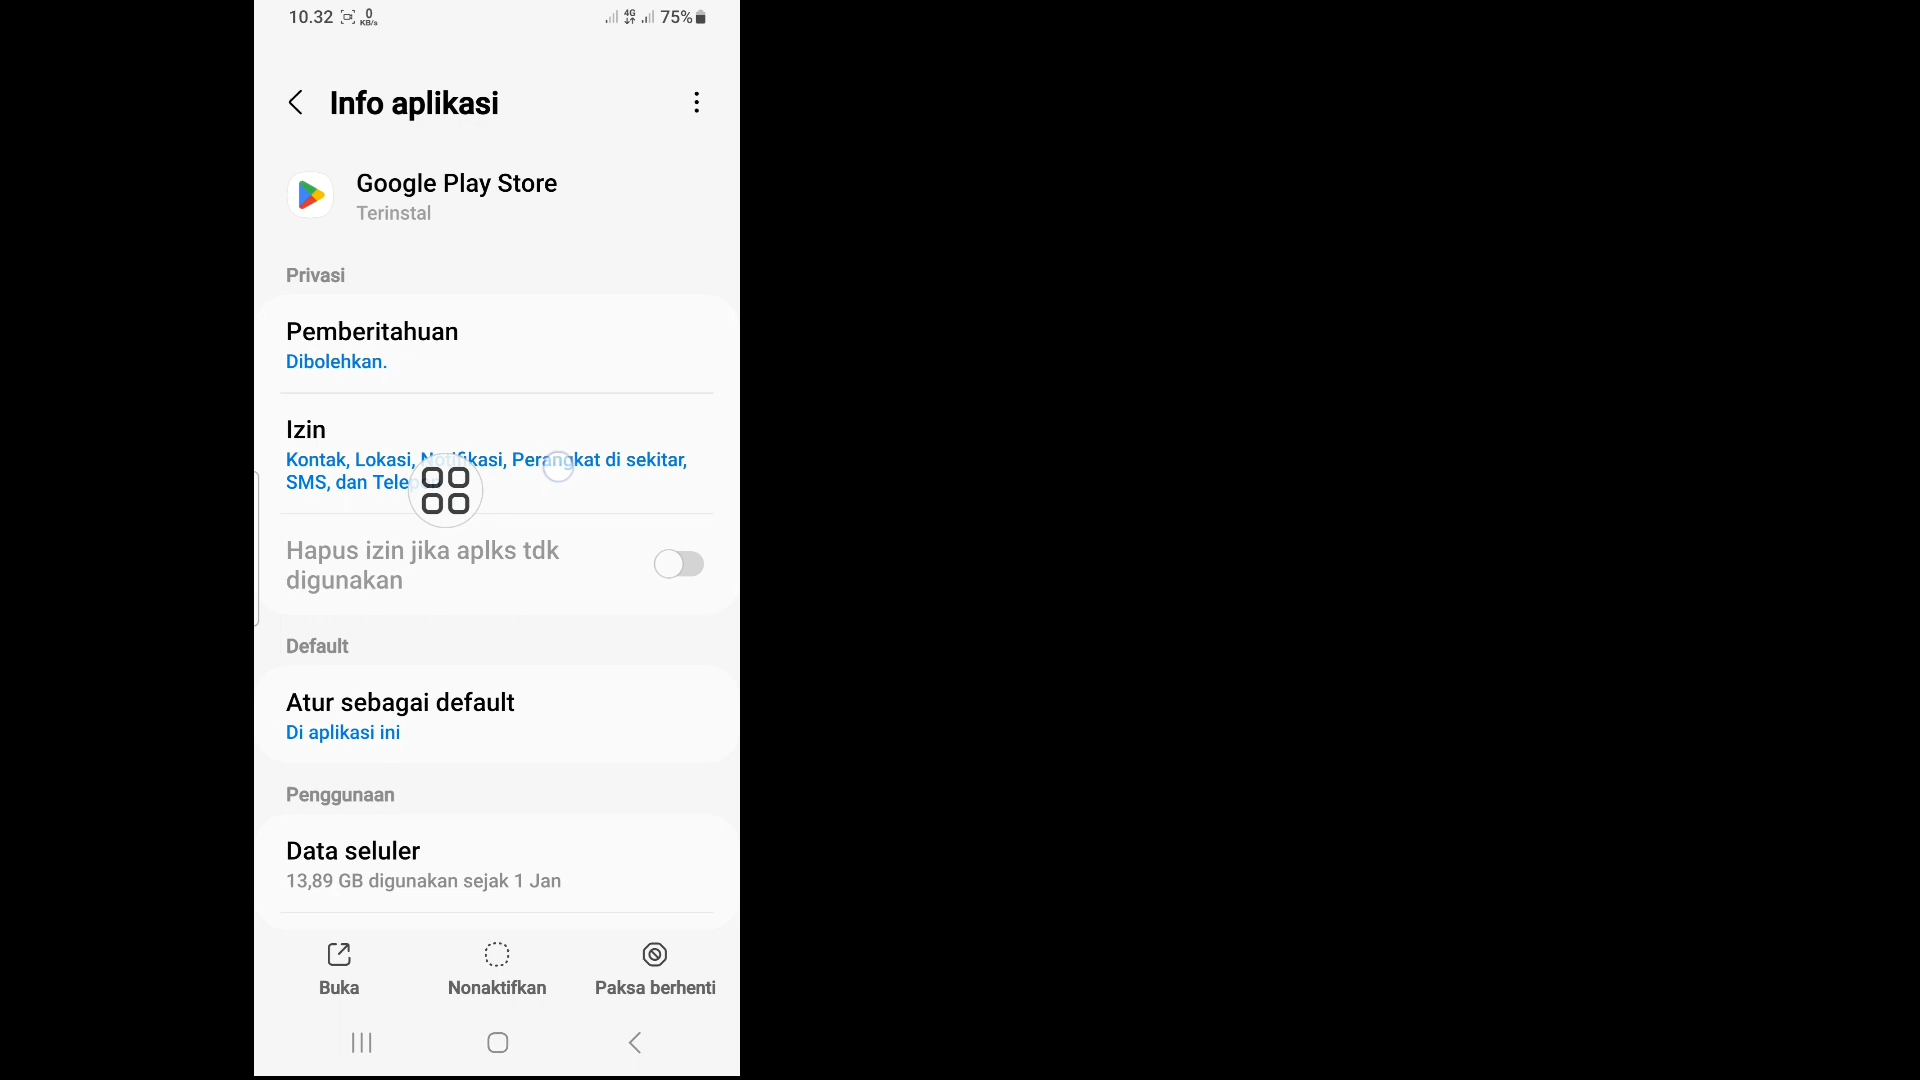 10.32 0 KB/s 4G 75%
Info aplikasi
Google Play Store
Terinstal
Privasi
Pemberitahuan
Dibolehkan.
Izin
Kontak, Lokasi, Notifikasi, Perangkat di sekitar,
SMS, dan Telepon
Hapus izin jika aplks tdk
digunakan
Default
Atur sebagai default
Di aplikasi ini
Penggunaan
Data seluler
13,89 GB digunakan sejak 1 Jan
Buka
Nonaktifkan
Paksa berhenti